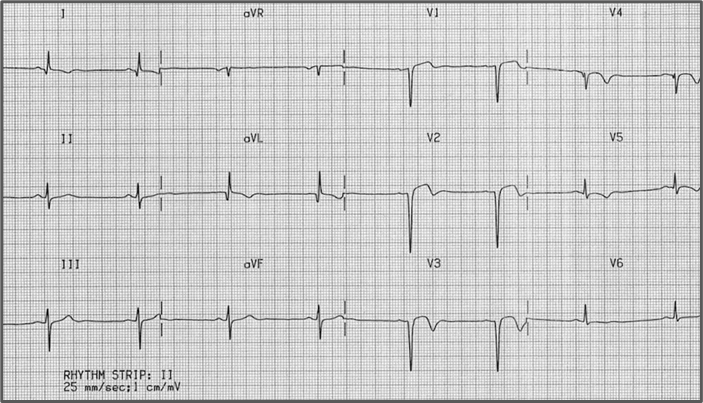 I aVR V1 V4
II aVL V2 V5
III aVF V3 V6
RHYTHM STRIP: II
25 mm/sec;1 cm/mV